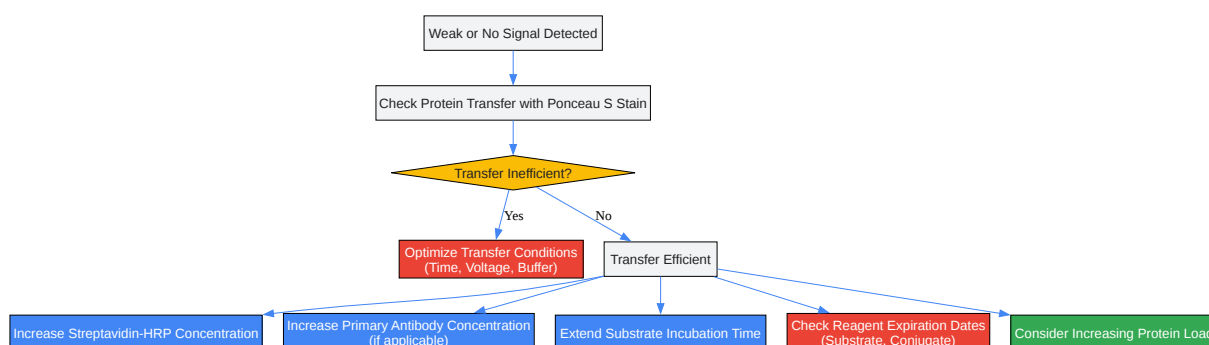 Weak or No Signal Detected
Check Protein Transfer with Ponceau S Stain
Transfer Inefficient?
Yes
No
Optimize Transfer Conditions
(Time, Voltage, Buffer)
Transfer Efficient
Increase Streptavidin-HRP Concentration
Increase Primary Antibody Concentration
(if applicable)
Extend Substrate Incubation Time
Check Reagent Expiration Dates
(Substrate, Conjugate)
Consider Increasing Protein Load